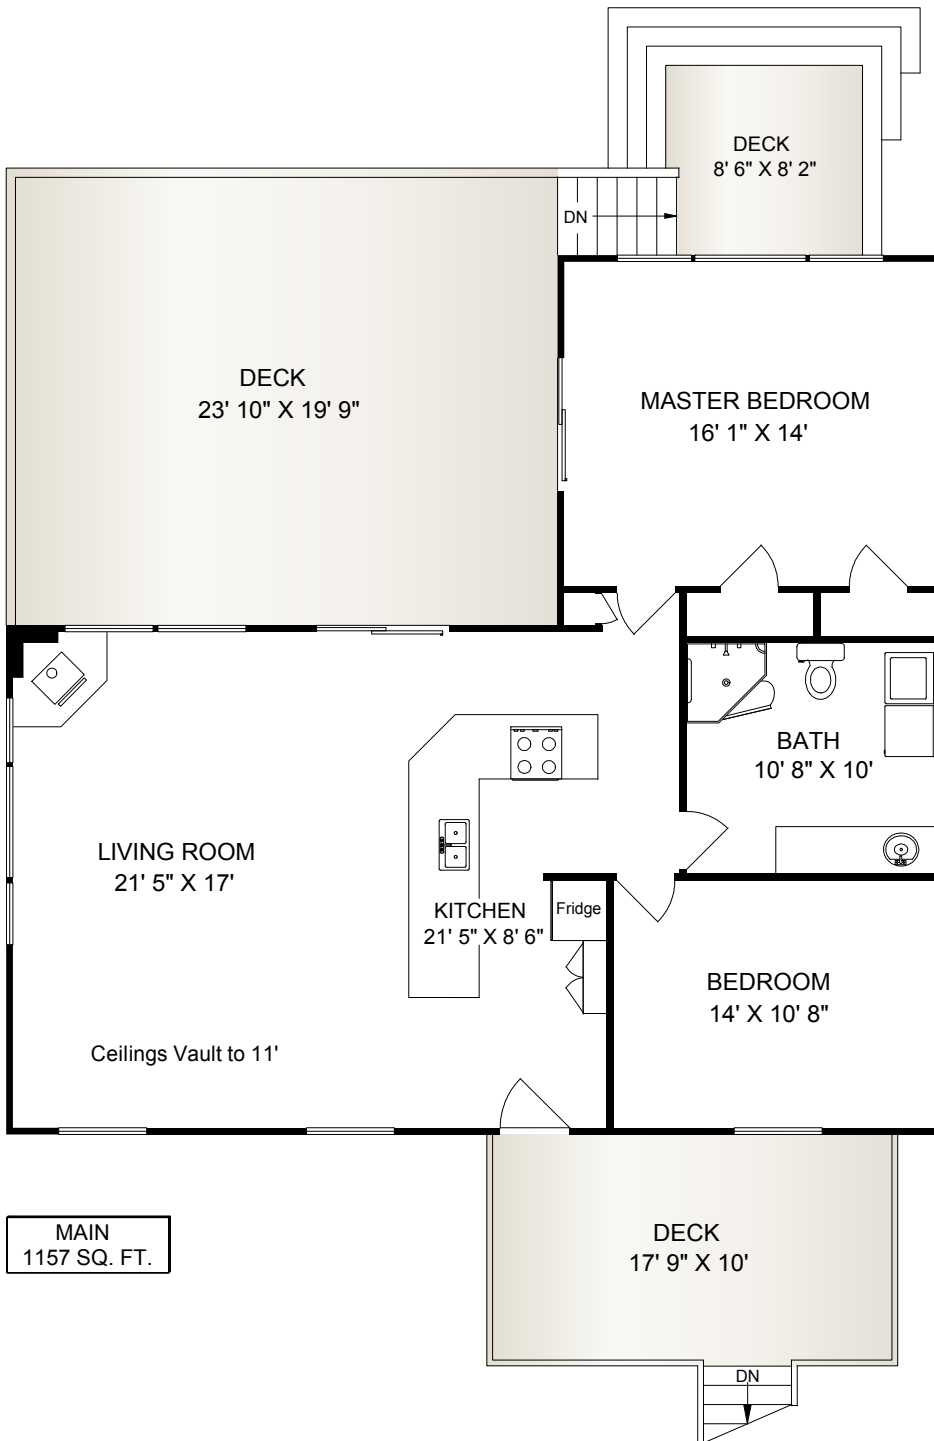 DECK
8' 6" X 8' 2"
DN
DECK
23' 10" X 19' 9"
MASTER BEDROOM
16' 1" X 14'
BATH
10' 8" X 10'
LIVING ROOM
21' 5" X 17'
KITCHEN
21' 5" X 8' 6"
Fridge
BEDROOM
14' X 10' 8"
Ceilings Vault to 11'
MAIN
1157 SQ. FT.
DECK
17' 9" X 10'
DN